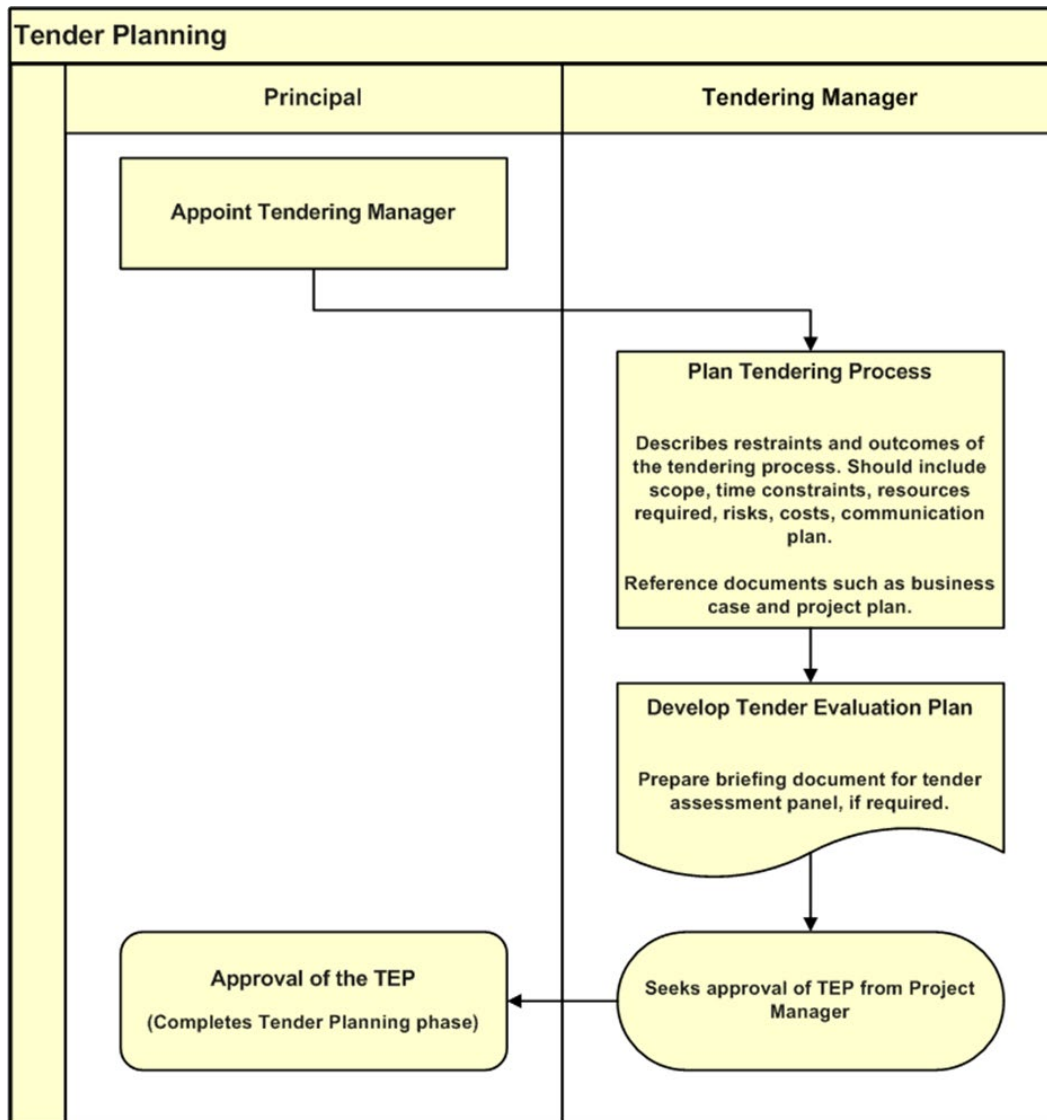 Tender Planning
Principal
Tendering Manager
Appoint Tendering Manager
Plan Tendering Process
Describes restraints and outcomes of
the tendering process. Should include
scope, time constraints, resources
required, risks, costs, communication
plan.
Reference documents such as business
case and project plan.
Develop Tender Evaluation Plan
Prepare briefing document for tender
assessment panel, if required.
Seeks approval of TEP from Project
Manager
Approval of the TEP
(Completes Tender Planning phase)